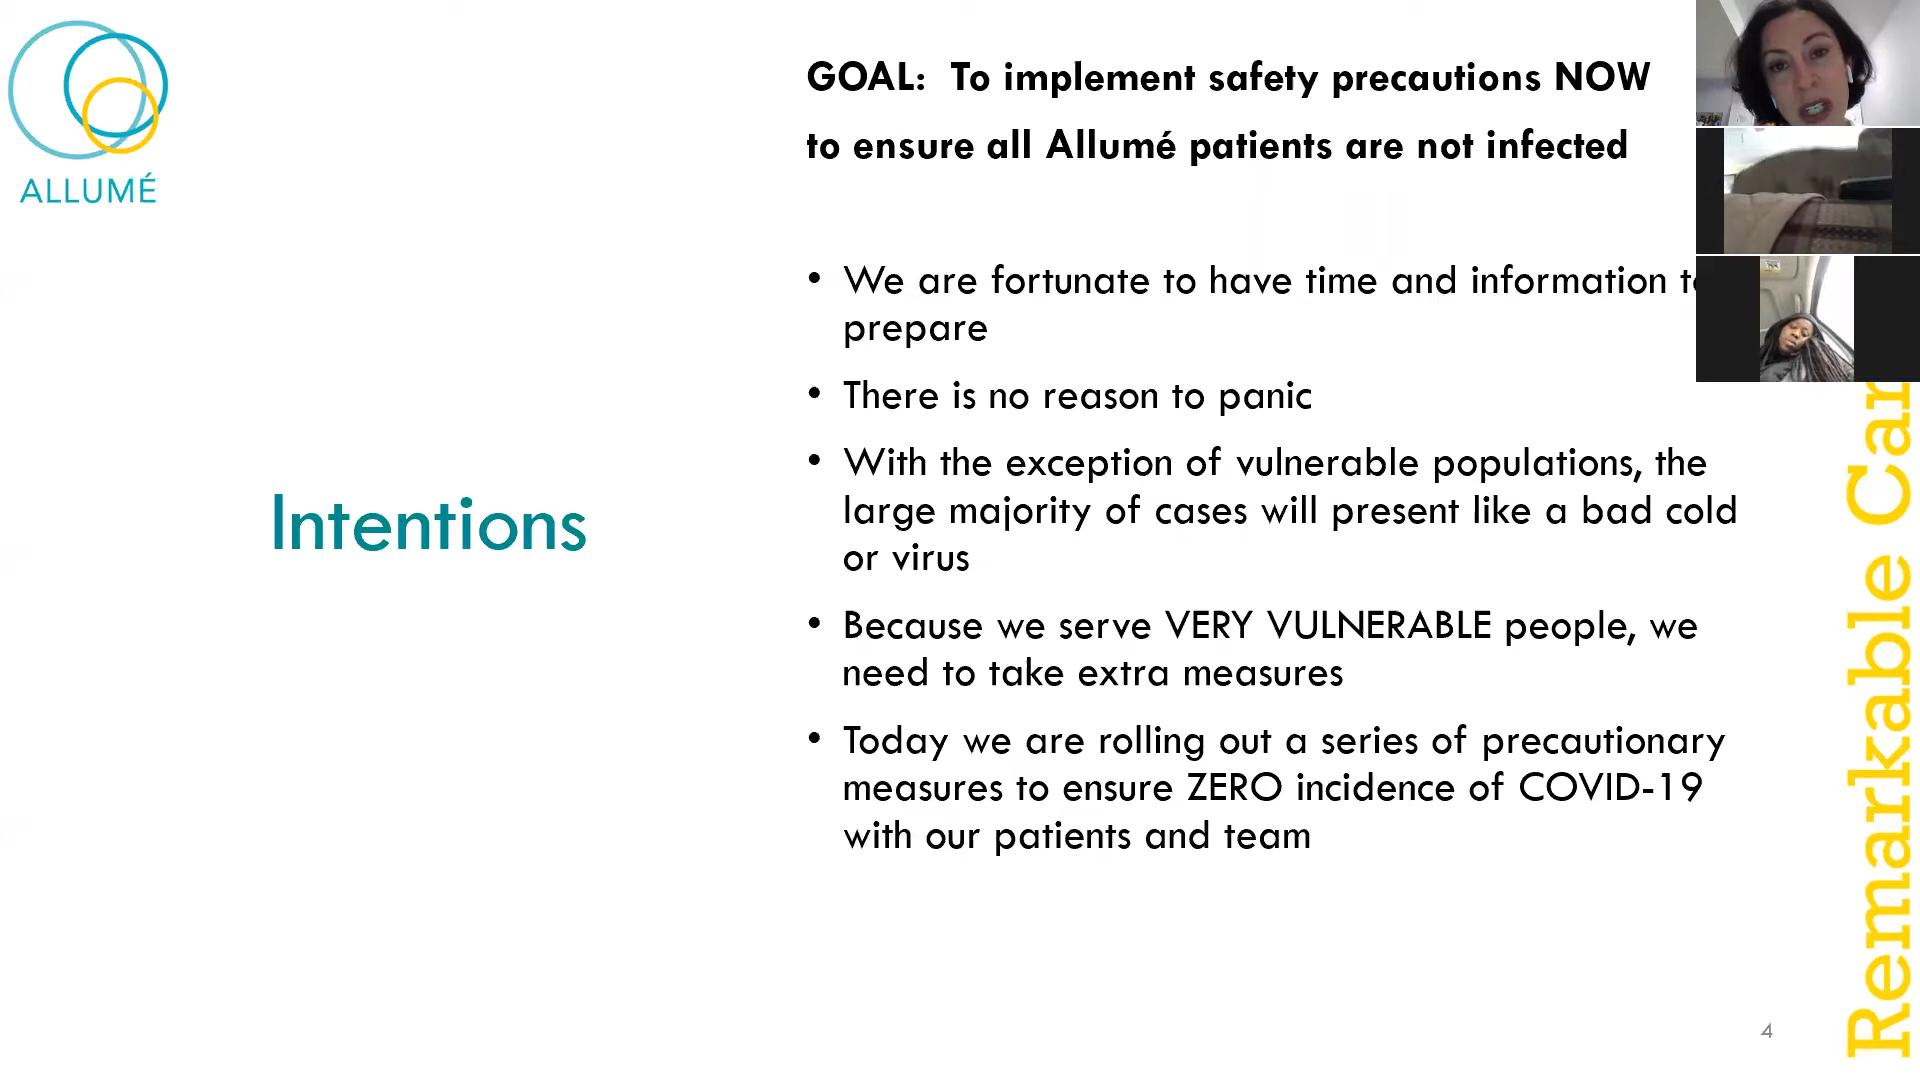 ALLUMÉ
GOAL: To implement safety precautions NOW
to ensure all Allumé patients are not infected
Intentions
• We are fortunate to have time and information
prepare
• There is no reason to panic
• With the exception of vulnerable populations, the
large majority of cases will present like a bad cold
or virus
• Because we serve VERY VULNERABLE people, we
need to take extra measures
• Today we are rolling out a series of precautionary
measures to ensure ZERO incidence of COVID-19
with our patients and team
Remarkable
4